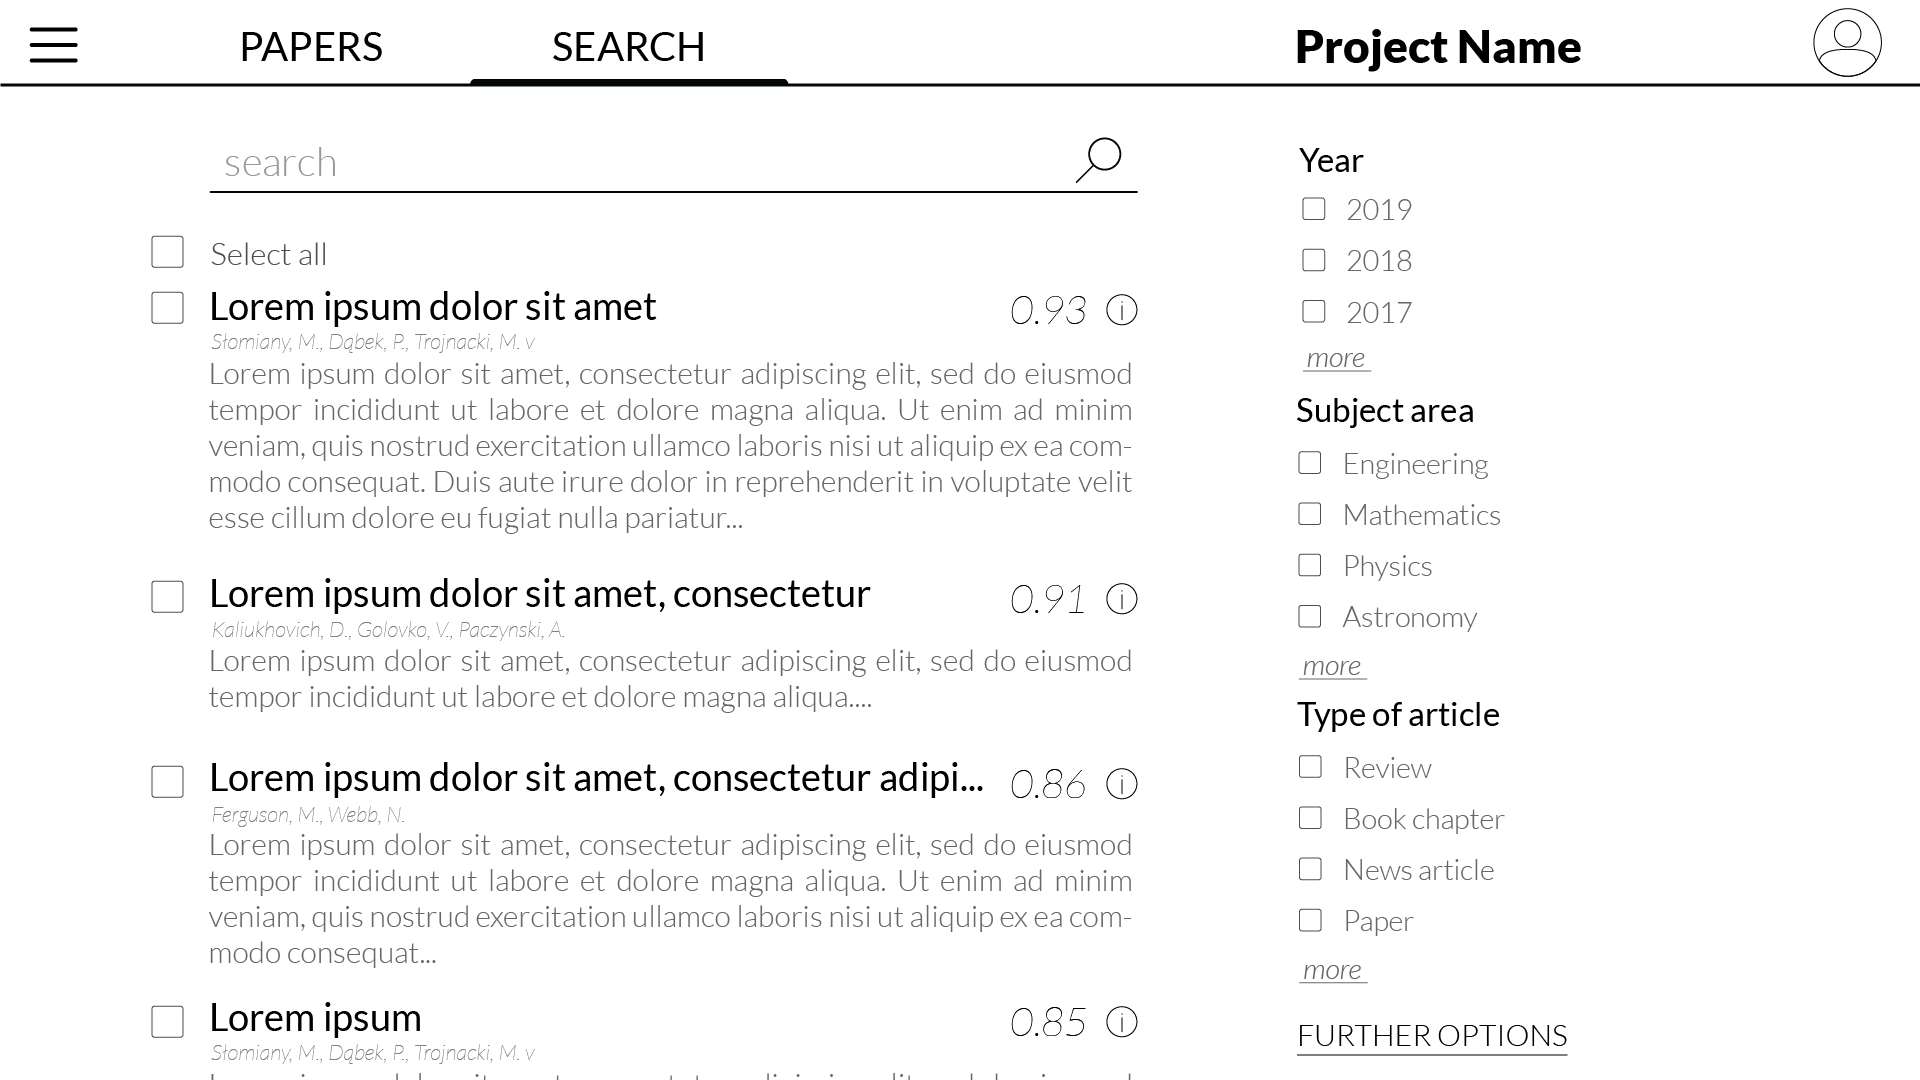 PAPERS SEARCH Project Name
search
Select all
Lorem ipsum dolor sit amet 0.93 i
Słomiany, M., Dąbek, P., Trojnacki, M. v
Lorem ipsum dolor sit amet, consectetur adipiscing elit, sed do eiusmod
tempor incididunt ut labore et dolore magna aliqua. Ut enim ad minim
veniam, quis nostrud exercitation ullamco laboris nisi ut aliquip ex ea com-
modo consequat. Duis aute irure dolor in reprehenderit in voluptate velit
esse cillum dolore eu fugiat nulla pariatur...
Lorem ipsum dolor sit amet, consectetur 0.91 i
Kaliukhovich, D., Golovko, V., Paczynski, A.
Lorem ipsum dolor sit amet, consectetur adipiscing elit, sed do eiusmod
tempor incididunt ut labore et dolore magna aliqua....
Lorem ipsum dolor sit amet, consectetur adipi... 0.86 i
Ferguson, M., Webb, N.
Lorem ipsum dolor sit amet, consectetur adipiscing elit, sed do eiusmod
tempor incididunt ut labore et dolore magna aliqua. Ut enim ad minim
veniam, quis nostrud exercitation ullamco laboris nisi ut aliquip ex ea com-
modo consequat...
Lorem ipsum 0.85 i
Słomiany, M., Dąbek, P., Trojnacki, M. v
Year
2019
2018
2017
more
Subject area
Engineering
Mathematics
Physics
Astronomy
more
Type of article
Review
Book chapter
News article
Paper
more
FURTHER OPTIONS